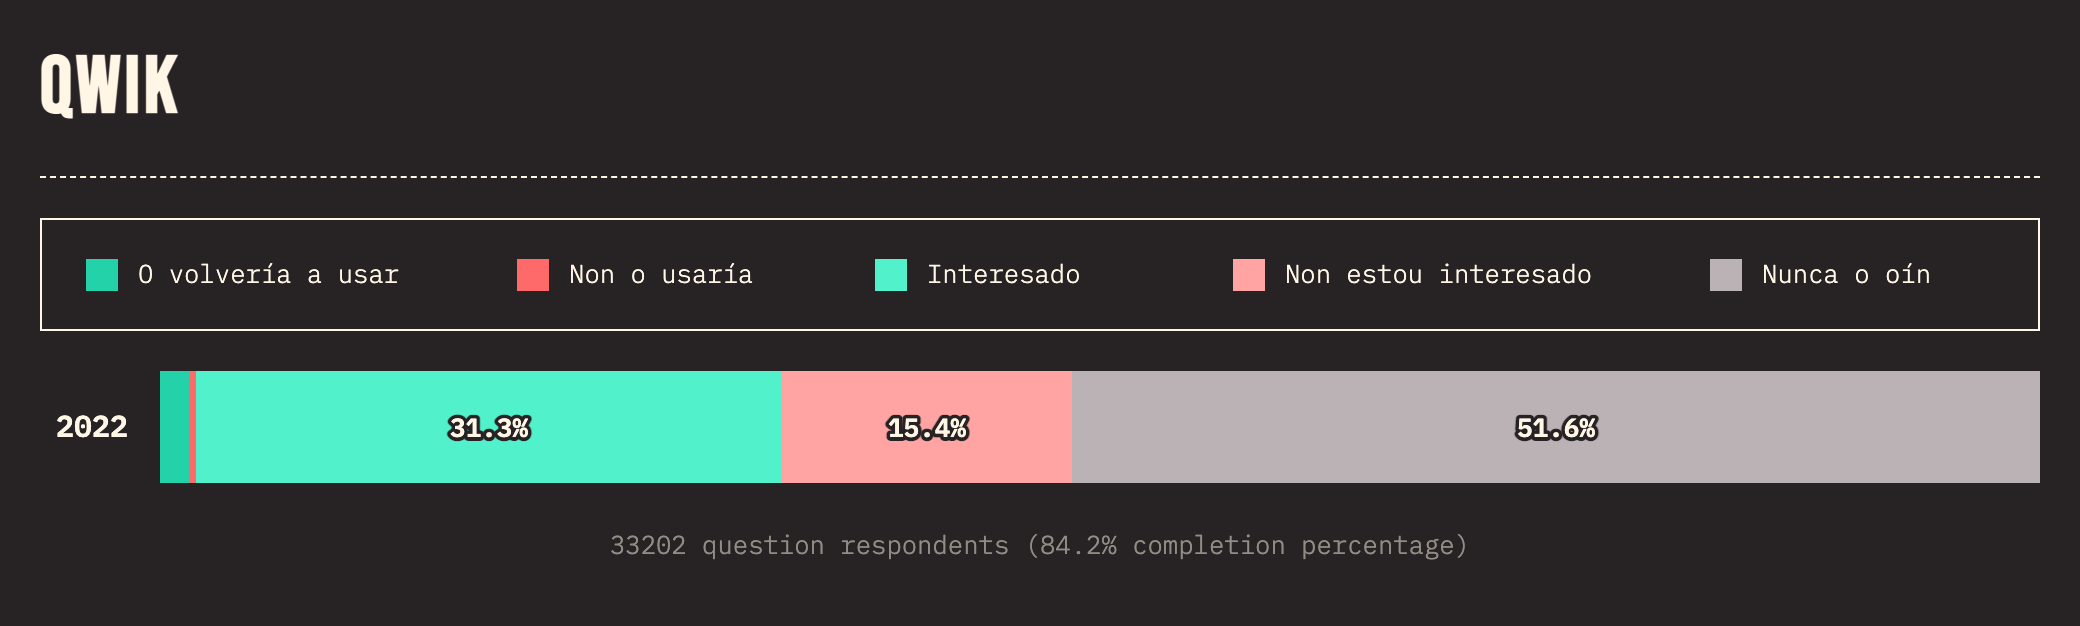 QWIK
O volvería a usar Non o usaría Interesado Non estou interesado Nunca o oín
2022 31.3% 15.4% 51.6%
33202 question respondents (84.2% completion percentage)